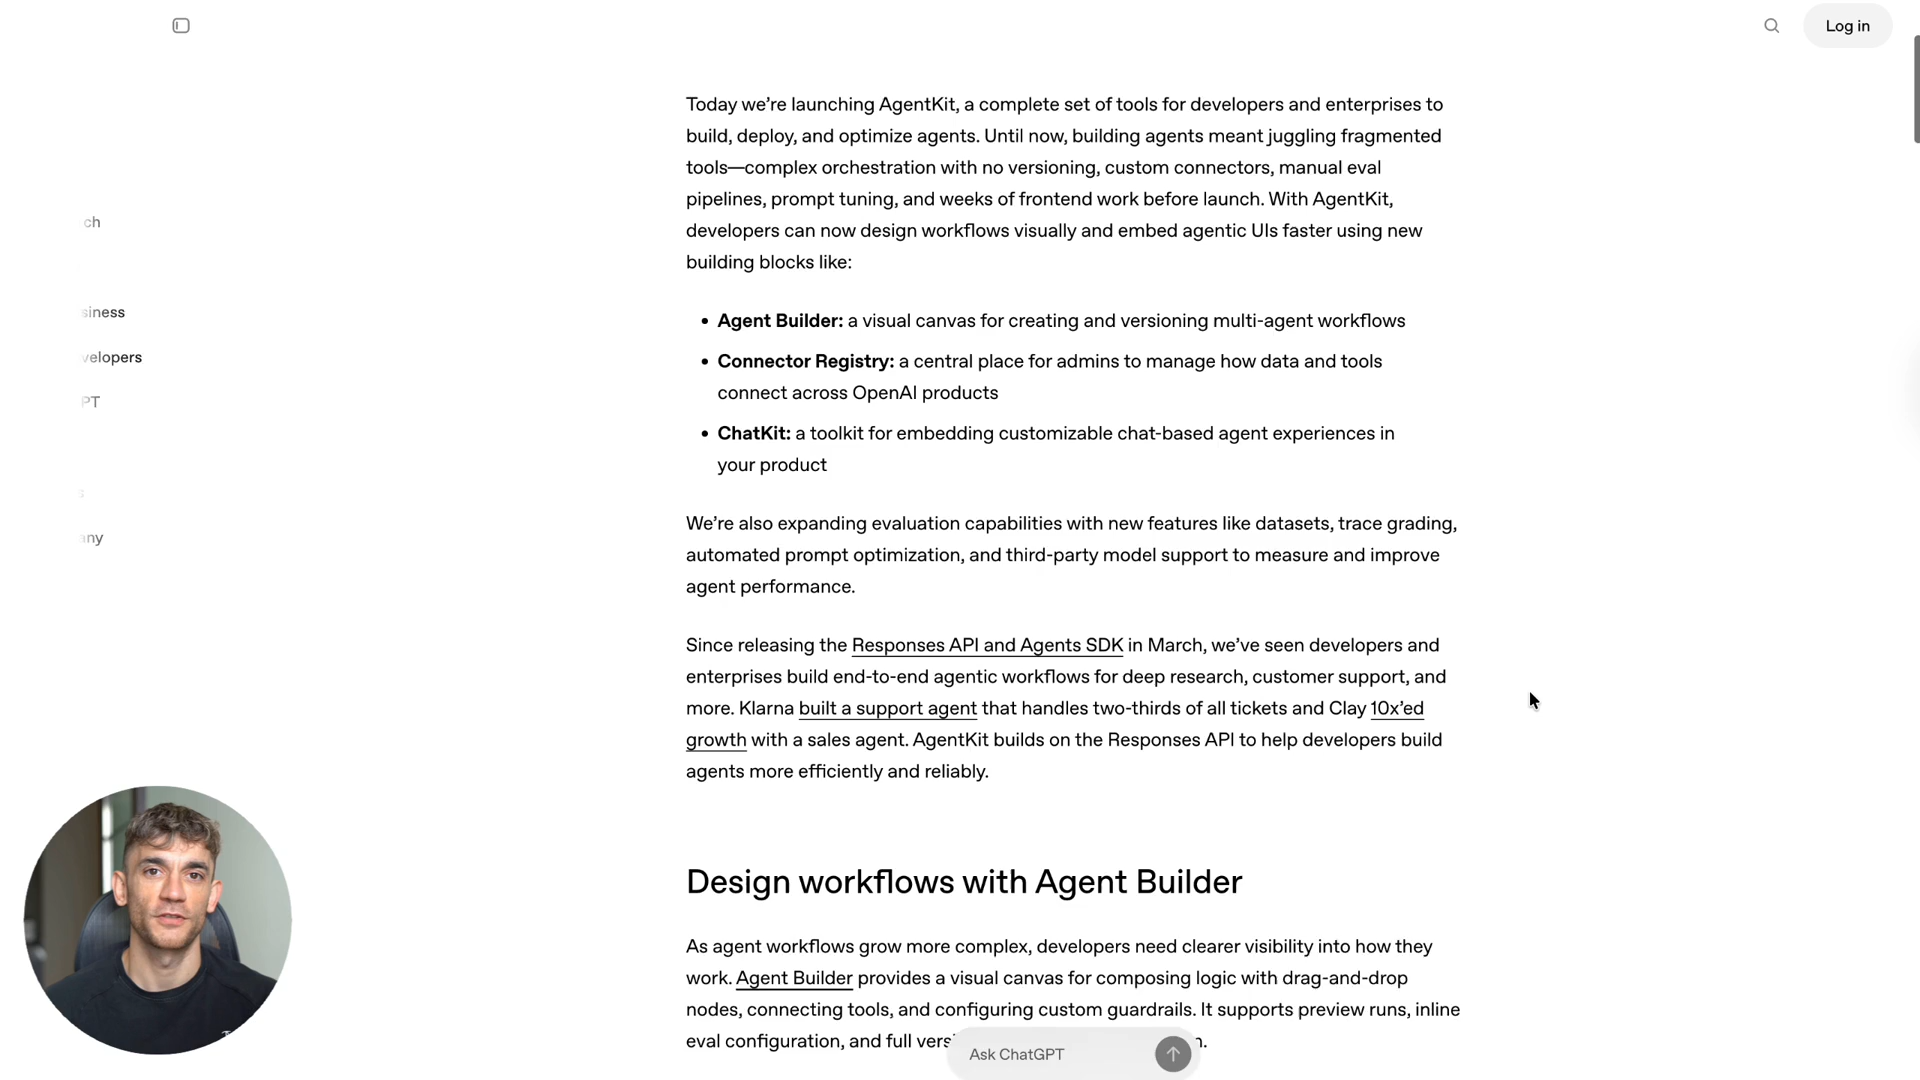 Log in
Today we're launching AgentKit, a complete set of tools for developers and enterprises to
build, deploy, and optimize agents. Until now, building agents meant juggling fragmented
tools—complex orchestration with no versioning, custom connectors, manual eval
pipelines, prompt tuning, and weeks of frontend work before launch. With AgentKit,
developers can now design workflows visually and embed agentic UIs faster using new
building blocks like:
• Agent Builder: a visual canvas for creating and versioning multi-agent workflows
• Connector Registry: a central place for admins to manage how data and tools
connect across OpenAI products
• ChatKit: a toolkit for embedding customizable chat-based agent experiences in
your product
We're also expanding evaluation capabilities with new features like datasets, trace grading,
automated prompt optimization, and third-party model support to measure and improve
agent performance.
Since releasing the Responses API and Agents SDK in March, we've seen developers and
enterprises build end-to-end agentic workflows for deep research, customer support, and
more. Klarna built a support agent that handles two-thirds of all tickets and Clay 10x'ed
growth with a sales agent. AgentKit builds on the Responses API to help developers build
agents more efficiently and reliably.
Design workflows with Agent Builder
As agent workflows grow more complex, developers need clearer visibility into how they
work. Agent Builder provides a visual canvas for composing logic with drag-and-drop
nodes, connecting tools, and configuring custom guardrails. It supports preview runs, inline
eval configuration, and full
Ask ChatGPT
ch
siness
velopers
PT
any